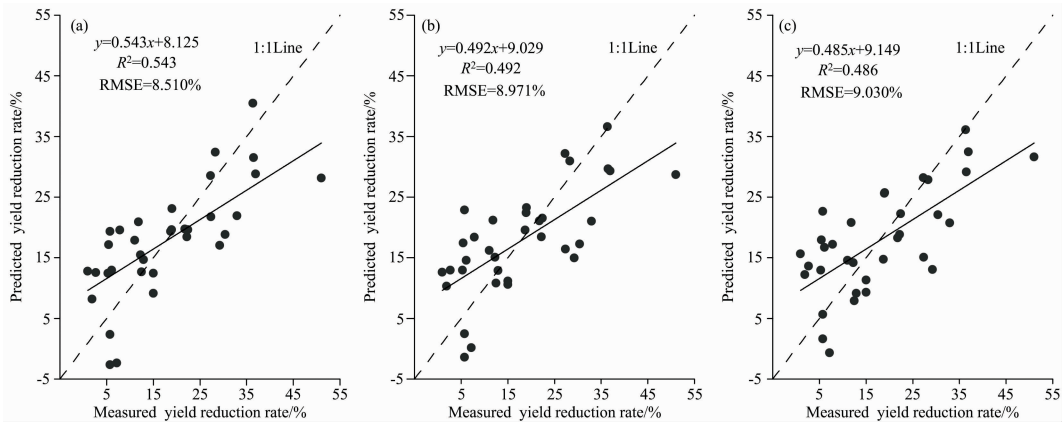 55
(a)
y=0.543x+8.125
R²=0.543
RMSE=8.510%
1:1Line
45
35
25
15
5
-5
Predicted yield reduction rate/%
5 15 25 35 45 55
Measured yield reduction rate/%
55
(b)
y=0.492x+9.029
R²=0.492
RMSE=8.971%
1:1Line
45
35
25
15
5
-5
Predicted yield reduction rate/%
5 15 25 35 45 55
Measured yield reduction rate/%
55
(c)
y=0.485x+9.149
R²=0.486
RMSE=9.030%
1:1Line
45
35
25
15
5
-5
Predicted yield reduction rate/%
5 15 25 35 45 55
Measured yield reduction rate/%